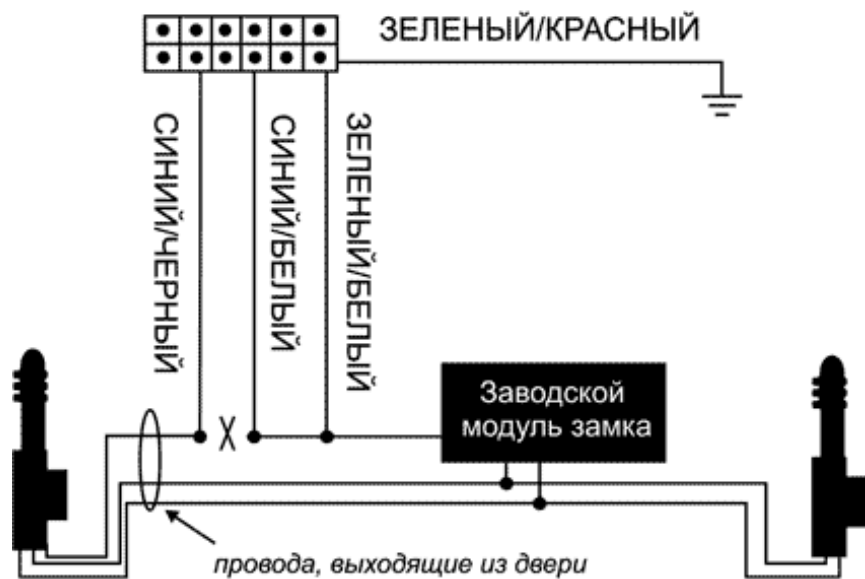 ЗЕЛЕНЫЙ/КРАСНЫЙ
СИНИЙ/ЧЕРНЫЙ
СИНИЙ/БЕЛЫЙ
ЗЕЛЕНЫЙ/БЕЛЫЙ
Заводской
модуль замка
провода, выходящие из двери